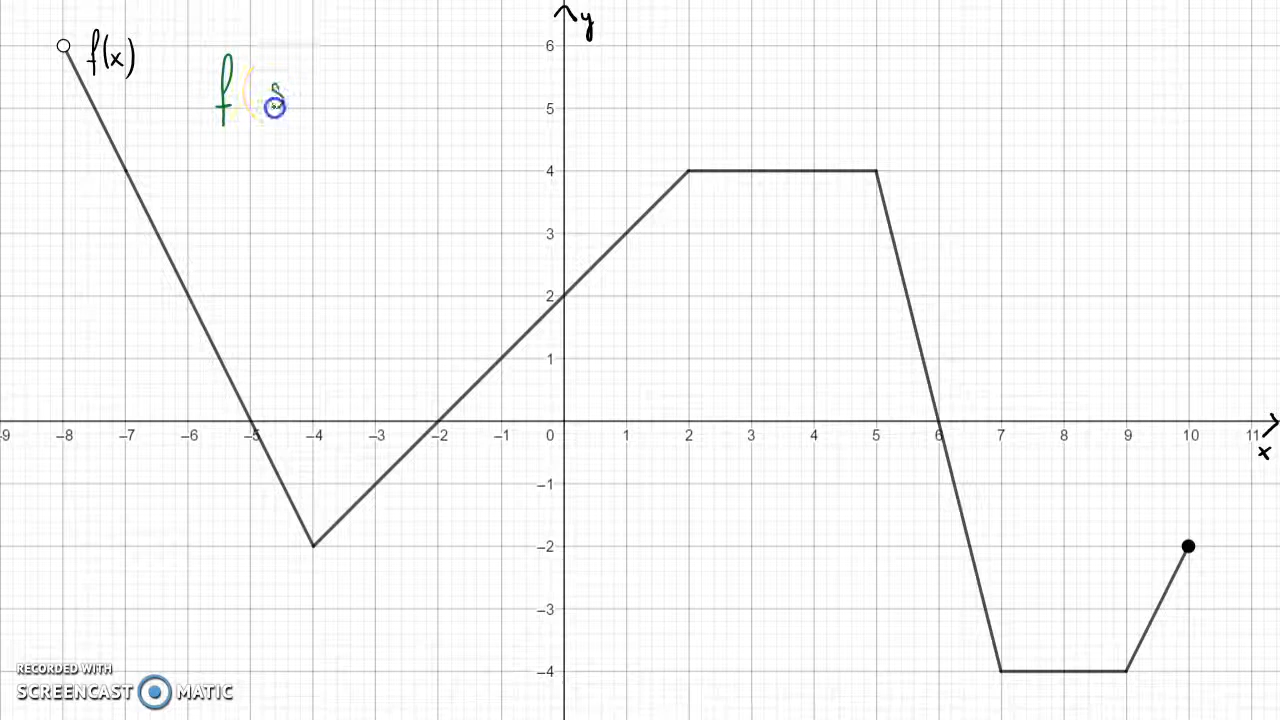 y
f(x)
f(
6
5
4
3
2
1
-9 -8 -7 -6 -5 -4 -3 -2 -1 0 1 2 3 4 5 6 7 8 9 10 11
x
-1
-2
-3
-4
RECORDED WITH
SCREENCAST MATIC